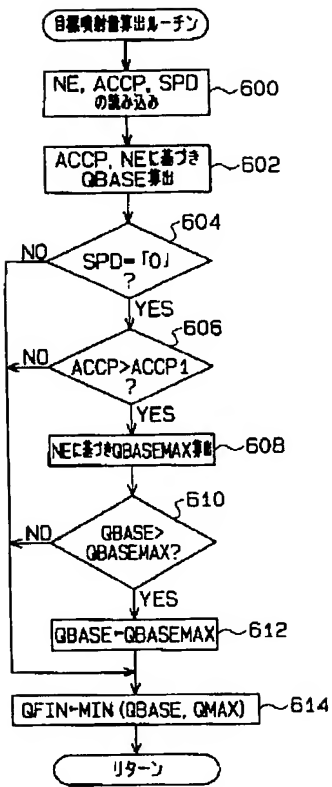 目標噴射量算出ルーチン
NE, ACCP, SPD
の読み込み
600
ACCP, NEに基づき
QBASE算出
602
604
SPD=「0」
?
NO
YES
606
ACCP>ACCP1
?
NO
YES
NEに基づきQBASEMAX算出
608
610
QBASE>
QBASEMAX?
NO
YES
QBASE←QBASEMAX
612
QFIN←MIN (QBASE, QMAX)
614
リターン